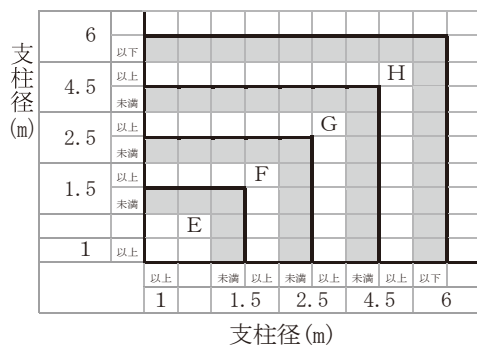 支柱径(m)
6
以下
以上
H
4.5
未満
以上
G
2.5
未満
以上
F
1.5
未満
E
1
以上
以上 未満 以上 未満 以上 未満 以上 以下
1 1.5 2.5 4.5 6
支柱径(m)